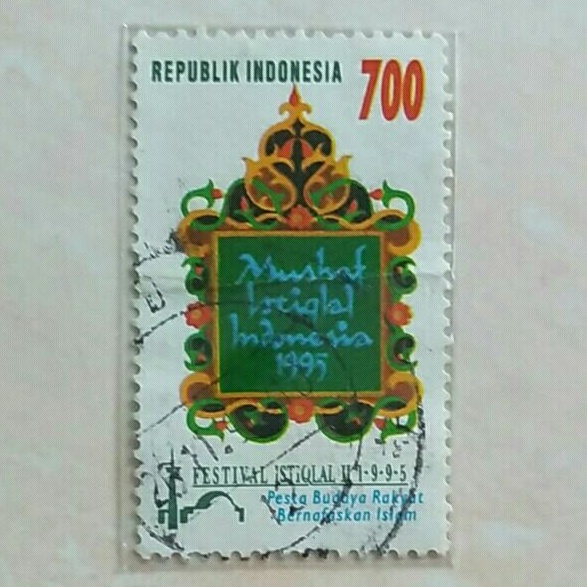 REPUBLIK INDONESIA 700
Mushaf
Istiqlal
Indonesia
1995
FESTIVAL ISTIQLAL II 1-9-9-5
Pesta Budaya Rakyat
Bernafaskan Islam